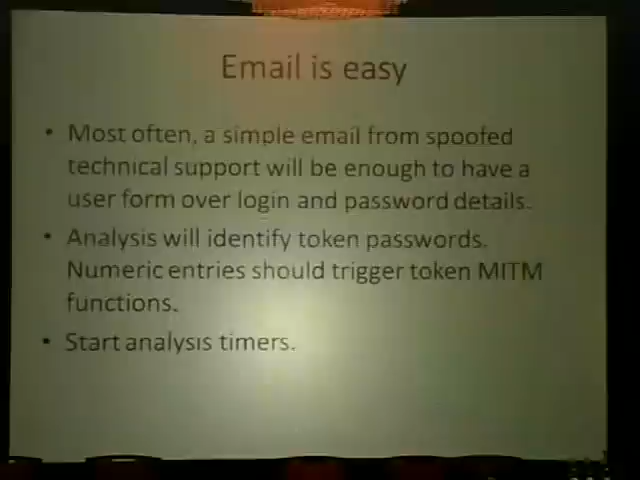 Email is easy
• Most often, a simple email from spoofed
technical support will be enough to have a
user form over login and password details.
• Analysis will identify token passwords.
Numeric entries should trigger token MITM
functions.
• Start analysis timers.